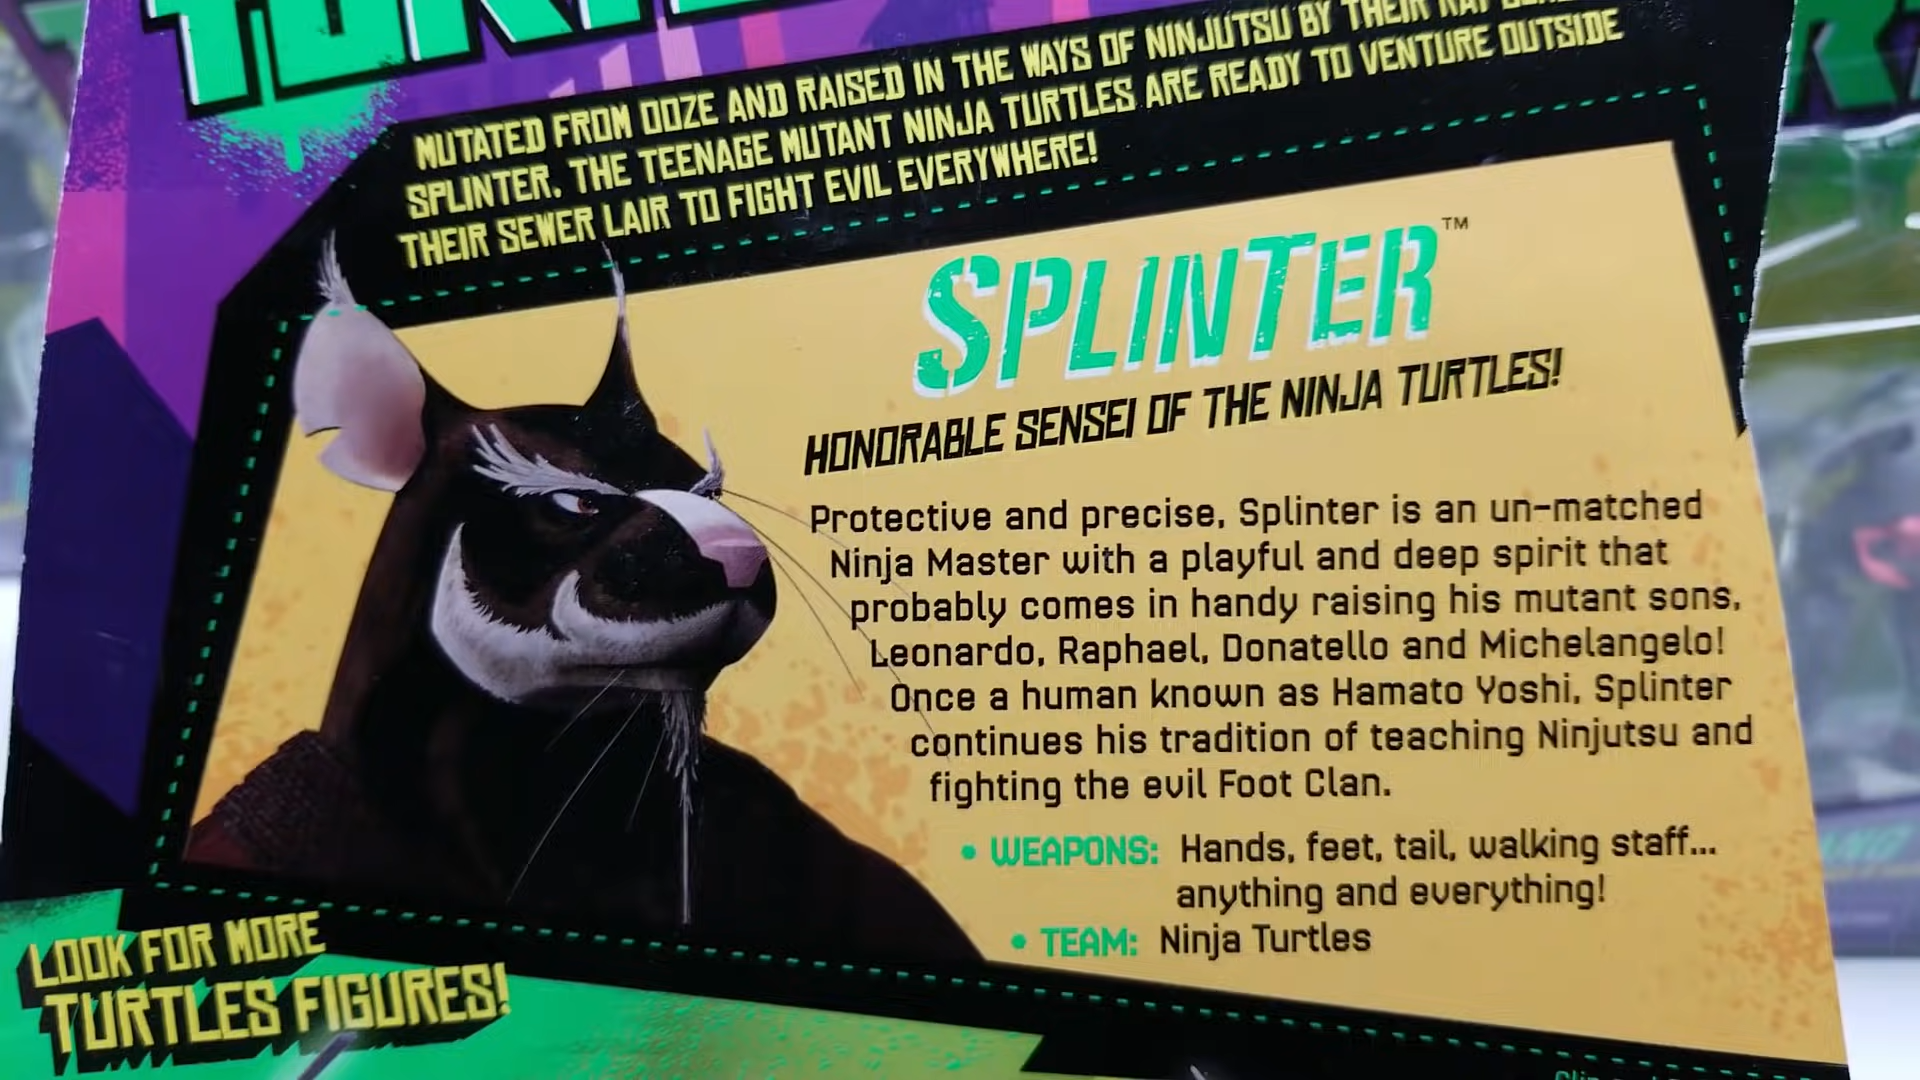 MUTATED FROM OOZE AND RAISED IN THE WAYS OF NINJUTSU BY THEIR
SPLINTER. THE TEENAGE MUTANT NINJA TURTLES ARE READY TO VENTURE OUTSIDE
THEIR SEWER LAIR TO FIGHT EVIL EVERYWHERE!
SPLINTER™
HONORABLE SENSEI OF THE NINJA TURTLES!
Protective and precise, Splinter is an un-matched
Ninja Master with a playful and deep spirit that
probably comes in handy raising his mutant sons,
Leonardo, Raphael, Donatello and Michelangelo!
Once a human known as Hamato Yoshi, Splinter
continues his tradition of teaching Ninjutsu and
fighting the evil Foot Clan.
• WEAPONS: Hands, feet, tail, walking staff...
anything and everything!
• TEAM: Ninja Turtles
LOOK FOR MORE
TURTLES FIGURES!